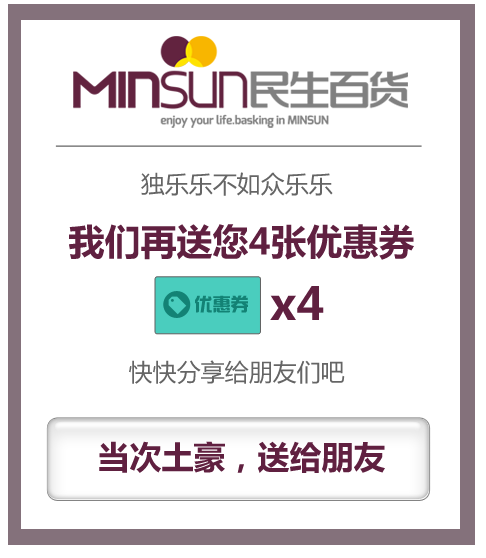 MINSUN民生百货
enjoy your life.basking in MINSUN
独乐乐不如众乐乐
我们再送您4张优惠券
优惠券 x4
快快分享给朋友们吧
当次土豪，送给朋友